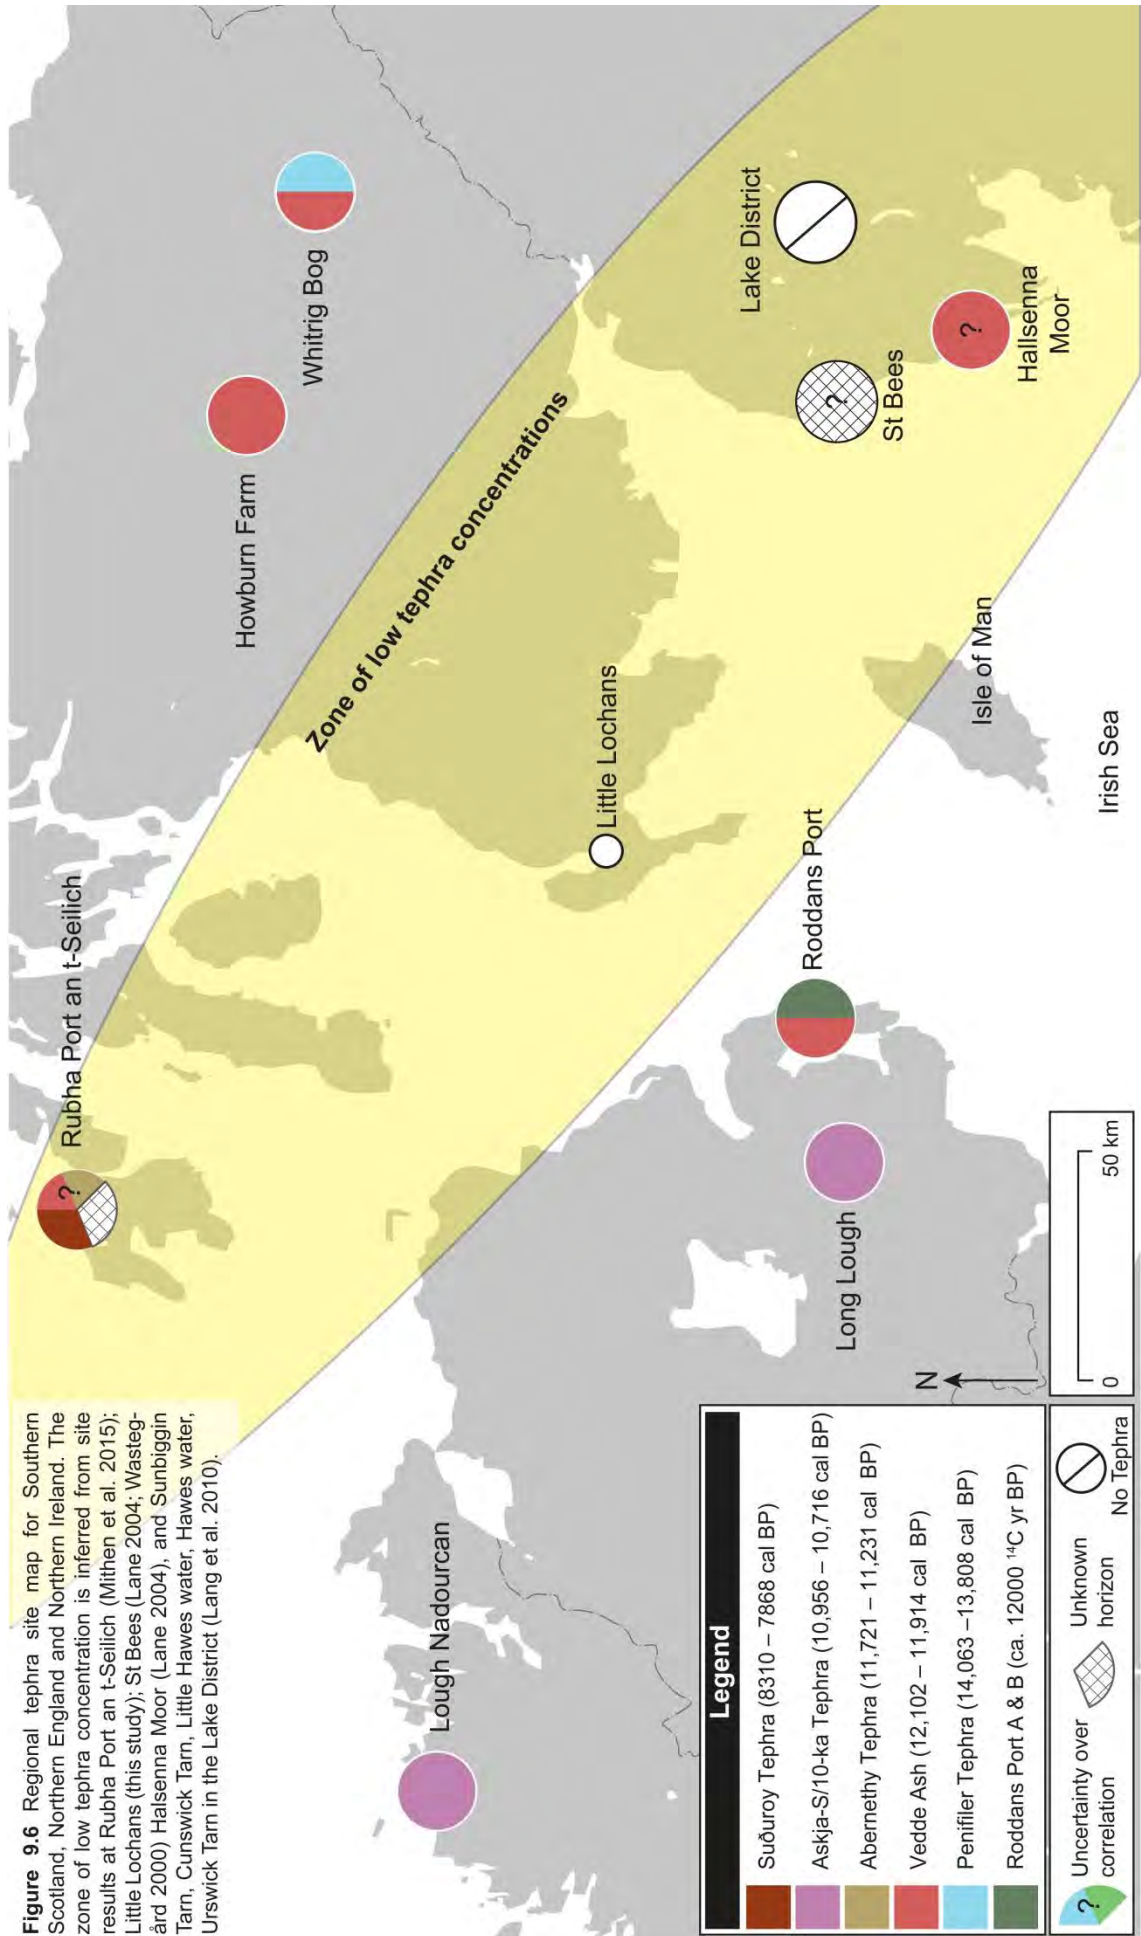 Figure 9.6 Regional tephra site map for Southern
Scotland, Northern England and Northern Ireland. The
zone of low tephra concentration is inferred from site
results at Rubha Port an t-Seilich (Mithen et al. 2015);
Little Lochans (this study); St Bees (Lane 2004; Wasteg-
ård 2000) Halsenna Moor (Lane 2004), and Sunbiggin
Tarn, Cunswick Tarn, Little Hawes water, Hawes water,
Urswick Tarn in the Lake District (Lang et al. 2010).
Rubha Port an t-Seilich
?
Howburn Farm
Whitrig Bog
Zone of low tephra concentrations
Lough Nadourcan
Little Lochans
Lake District
St Bees
?
Hallsenna
Moor
?
Roddans Port
Long Lough
Isle of Man
Irish Sea
Legend
Suðuroy Tephra (8310 – 7868 cal BP)
Askja-S/10-ka Tephra (10,956 – 10,716 cal BP)
Abernethy Tephra (11,721 – 11,231 cal BP)
Vedde Ash (12,102 – 11,914 cal BP)
Penifiler Tephra (14,063 –13,808 cal BP)
Roddans Port A & B (ca. 12000 ¹⁴C yr BP)
?
Uncertainty over
correlation
Unknown
horizon
No Tephra
N
0
50 km